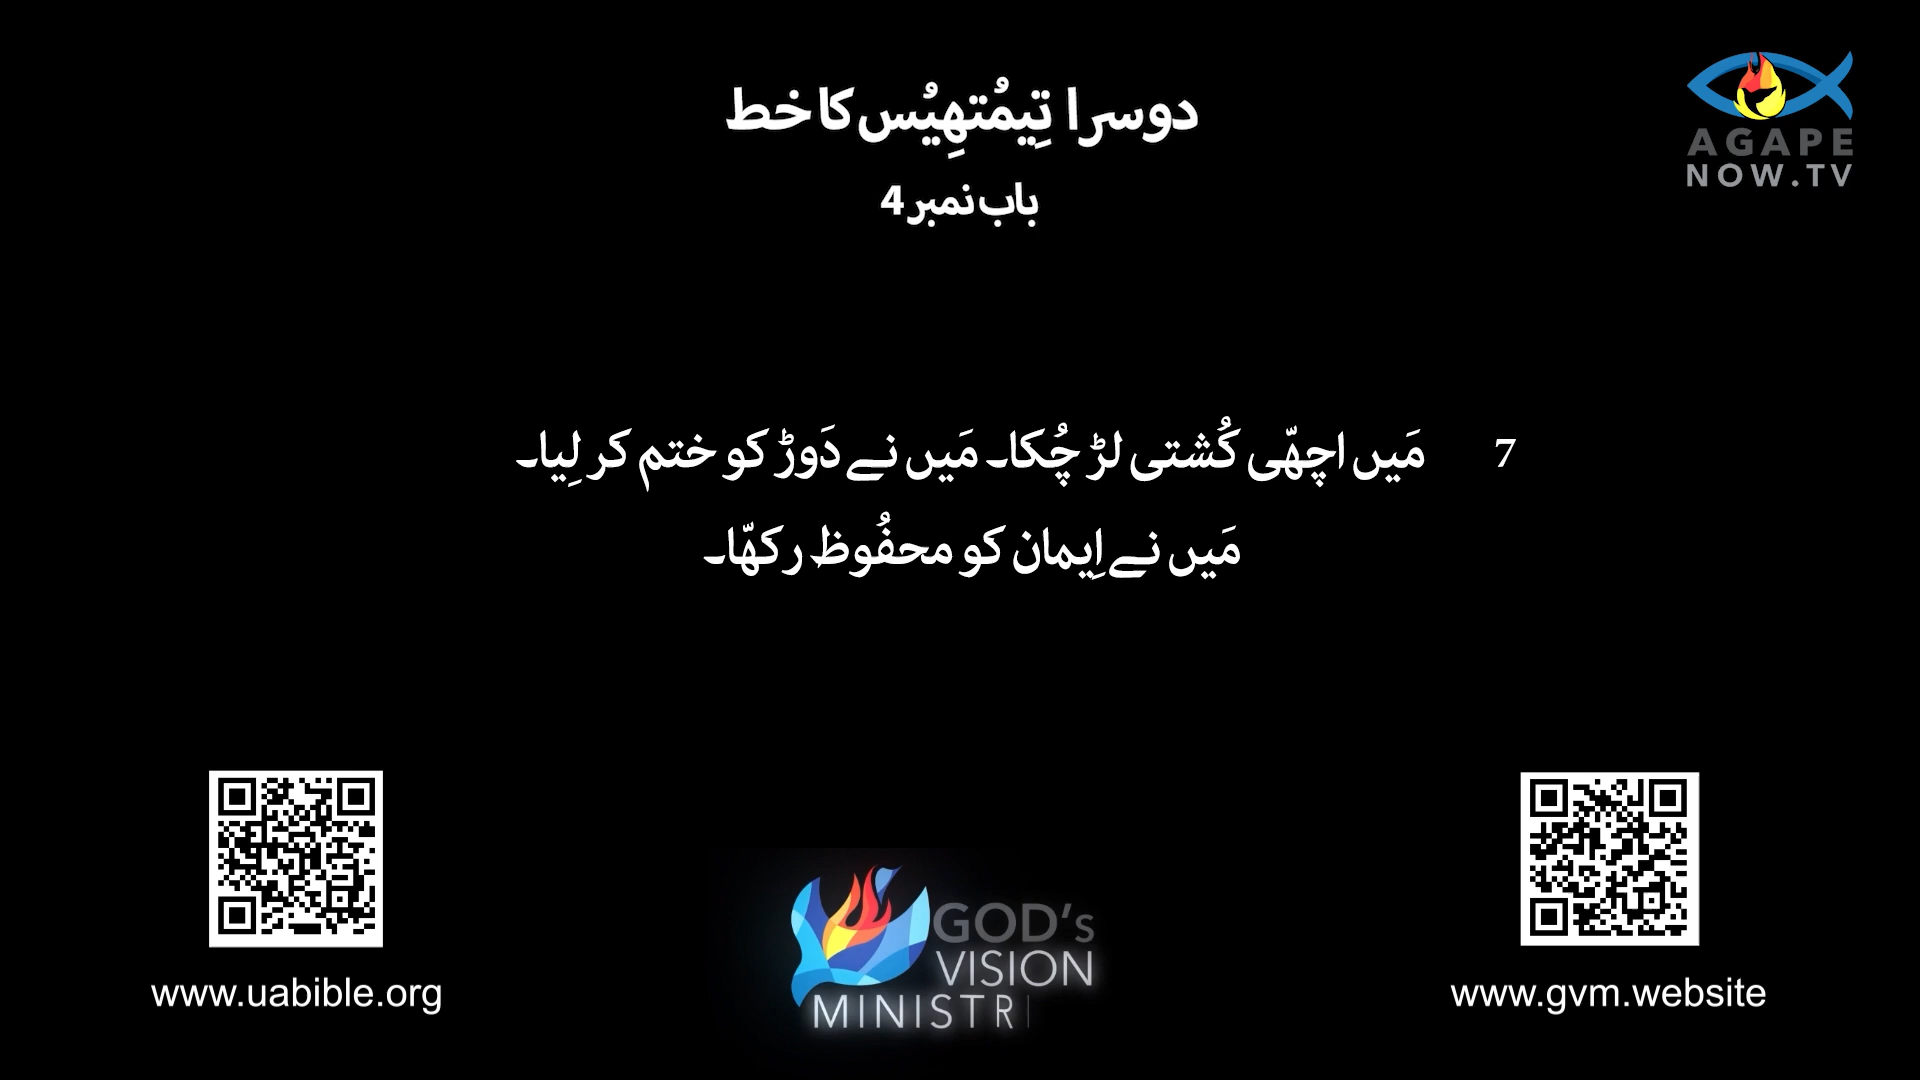 دوسرا تِیمُتھِیُس کا خط
باب نمبر 4
AGAPE
NOW.TV
7 مَیں اچھّی کُشتی لڑ چُکا۔ مَیں نے دَوڑ کو ختم کر لِیا۔
مَیں نے اِیمان کو محفُوظ رکھّا۔
GOD's
VISION
MINISTRI
www.uabible.org
www.gvm.website